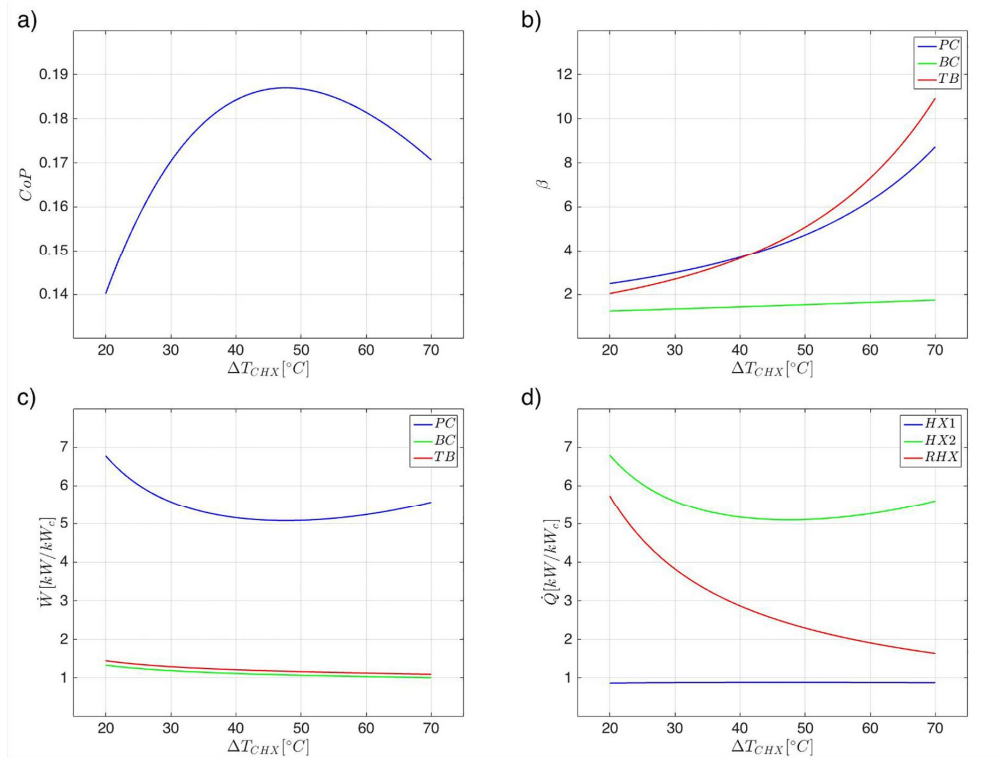 a)
0.19
0.18
0.17
0.16
0.15
0.14
CoP
20 30 40 50 60 70
ΔT_CHX [°C]
b)
PC
BC
TB
12
10
8
6
4
2
β
20 30 40 50 60 70
ΔT_CHX [°C]
c)
PC
BC
TB
7
6
5
4
3
2
1
Ẇ [kW/kW_c]
20 30 40 50 60 70
ΔT_CHX [°C]
d)
HX1
HX2
RHX
7
6
5
4
3
2
1
Q̇ [kW/kW_c]
20 30 40 50 60 70
ΔT_CHX [°C]